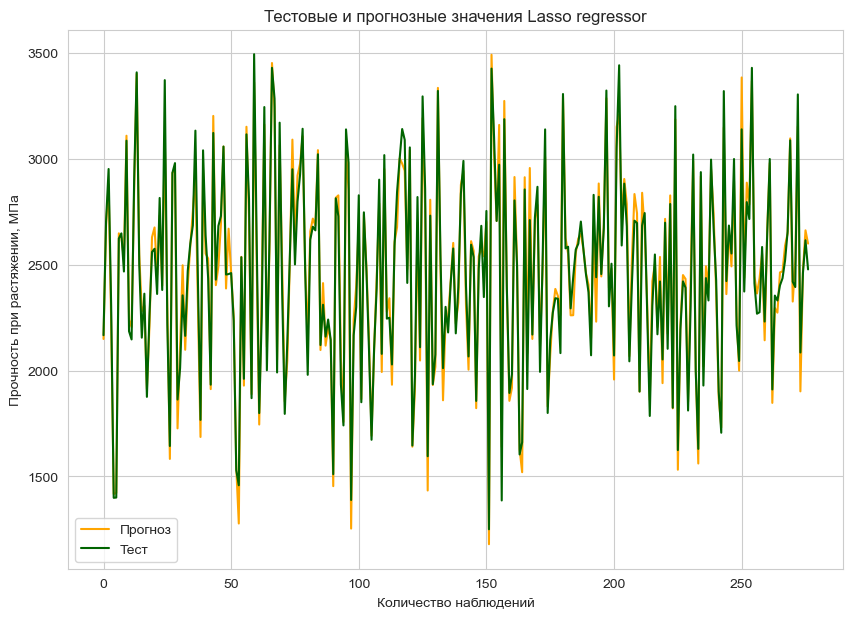 Тестовые и прогнозные значения Lasso regressor
Прочность при растяжении, МПа
3500
3000
2500
2000
1500
Прогноз
Тест
0 50 100 150 200 250
Количество наблюдений